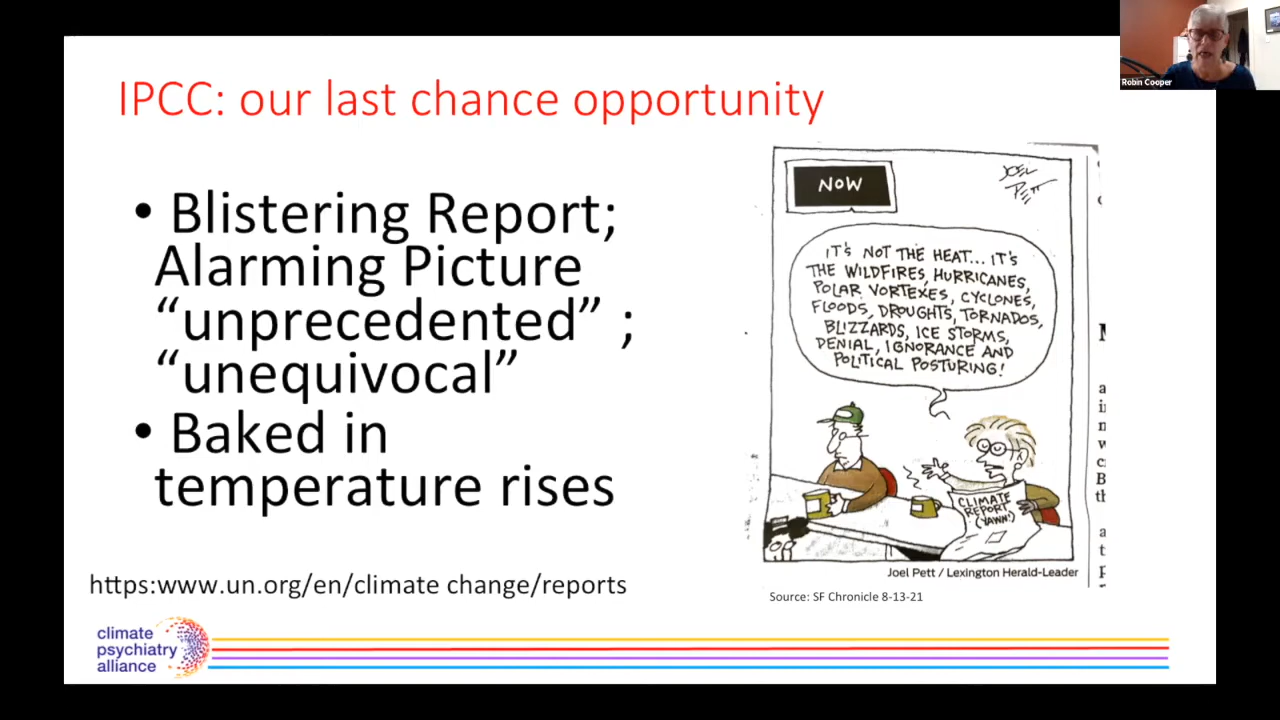 IPCC: our last chance opportunity
• Blistering Report;
Alarming Picture
“unprecedented” ;
“unequivocal”
• Baked in
temperature rises
https:www.un.org/en/climate change/reports
climate
psychiatry
alliance
NOW
JOEL
PETT
IT'S NOT THE HEAT... IT'S
THE WILDFIRES, HURRICANES,
POLAR VORTEXES, CYCLONES,
FLOODS, DROUGHTS, TORNADOS,
BLIZZARDS, ICE STORMS,
DENIAL, IGNORANCE AND
POLITICAL POSTURING!
CLIMATE
REPORT
(YAWN!)
Joel Pett / Lexington Herald-Leader
Source: SF Chronicle 8-13-21
Robin Cooper